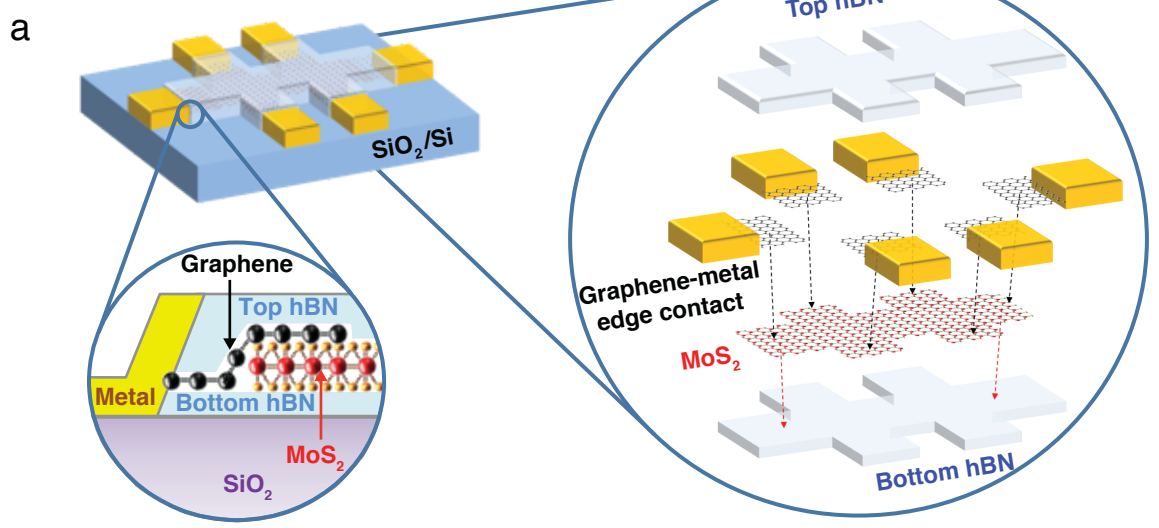 a
Top hBN
SiO₂/Si
Graphene
Top hBN
Metal
Bottom hBN
MoS₂
SiO₂
Graphene-metal
edge contact
MoS₂
Bottom hBN